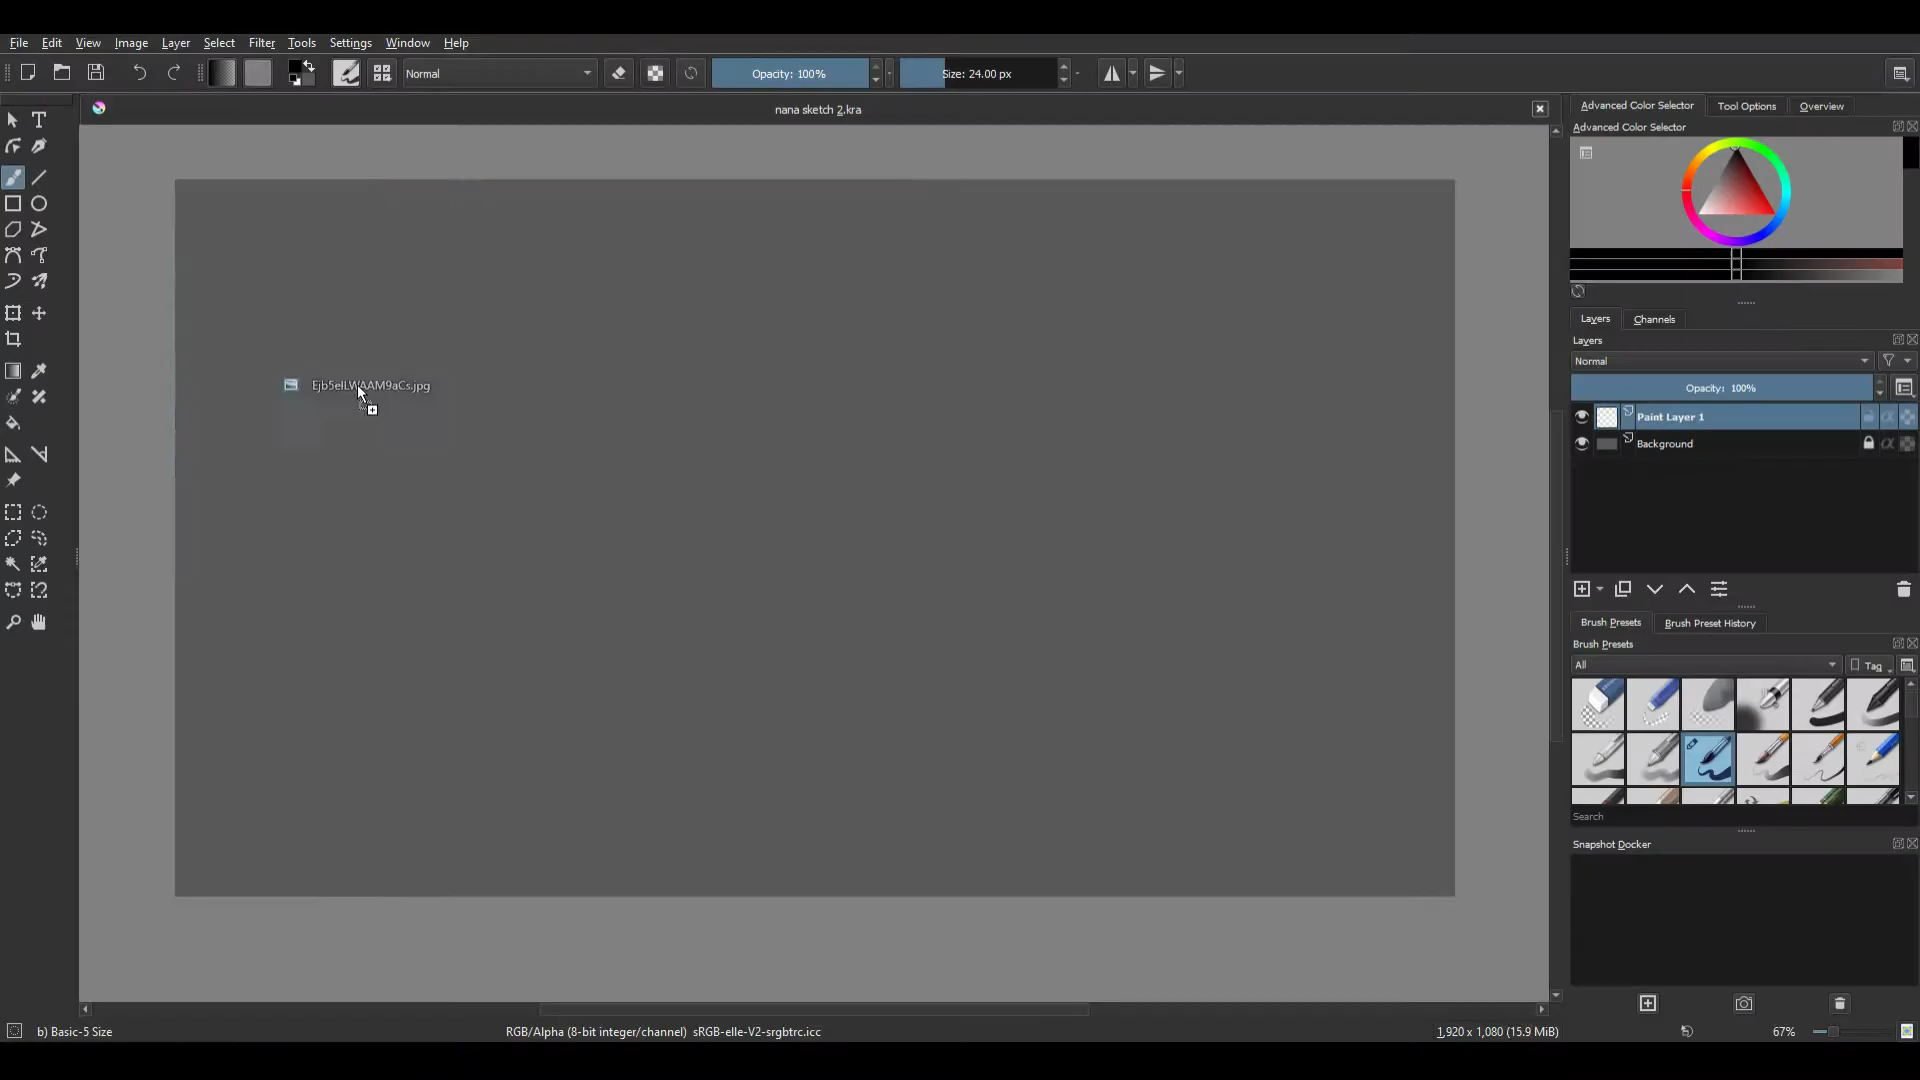 File Edit View Image Layer Select Filter Tools Settings Window Help
Normal Opacity: 100% Size: 24.00 px
nana sketch 2.kra
Advanced Color Selector Tool Options Overview
Advanced Color Selector
Layers Channels
Layers
Normal
Opacity: 100%
Paint Layer 1
Background
Brush Presets Brush Preset History
Brush Presets
All Tag
Search
Snapshot Docker
b) Basic-5 Size RGB/Alpha (8-bit integer/channel) sRGB-elle-V2-srgbtrc.icc 1,920 x 1,080 (15.9 MiB) 67%